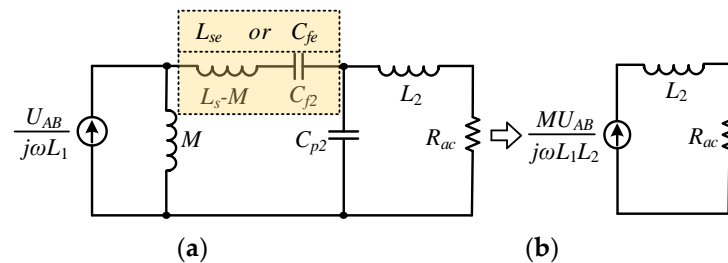 L_se or C_fe
L_s-M C_f2
U_AB
jωL_1
M
C_p2
L_2
R_ac
MU_AB
jωL_1L_2
L_2
R_ac
(a) (b)